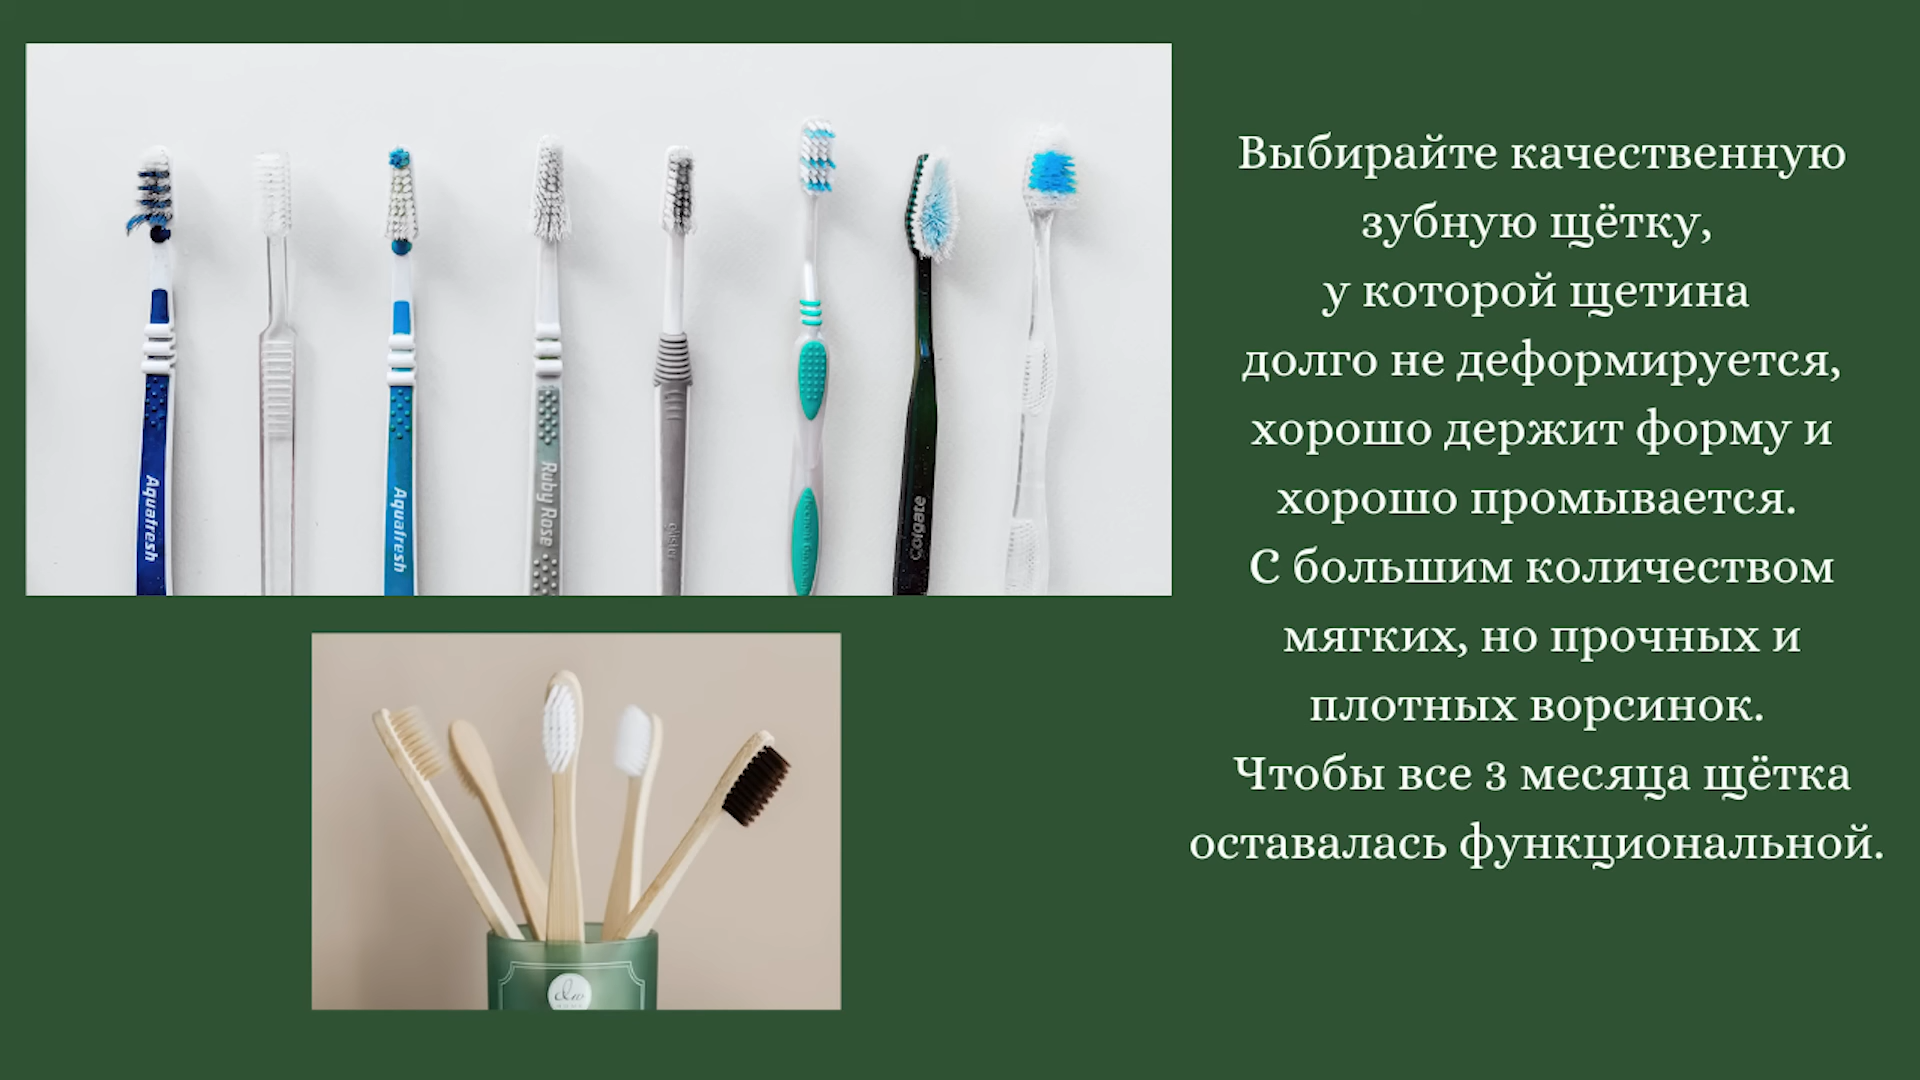 Aquafresh
Aquafresh
Ruby Rose
Colgate
Выбирайте качественную
зубную щётку,
у которой щетина
долго не деформируется,
хорошо держит форму и
хорошо промывается.
С большим количеством
мягких, но прочных и
плотных ворсинок.
Чтобы все 3 месяца щётка
оставалась функциональной.